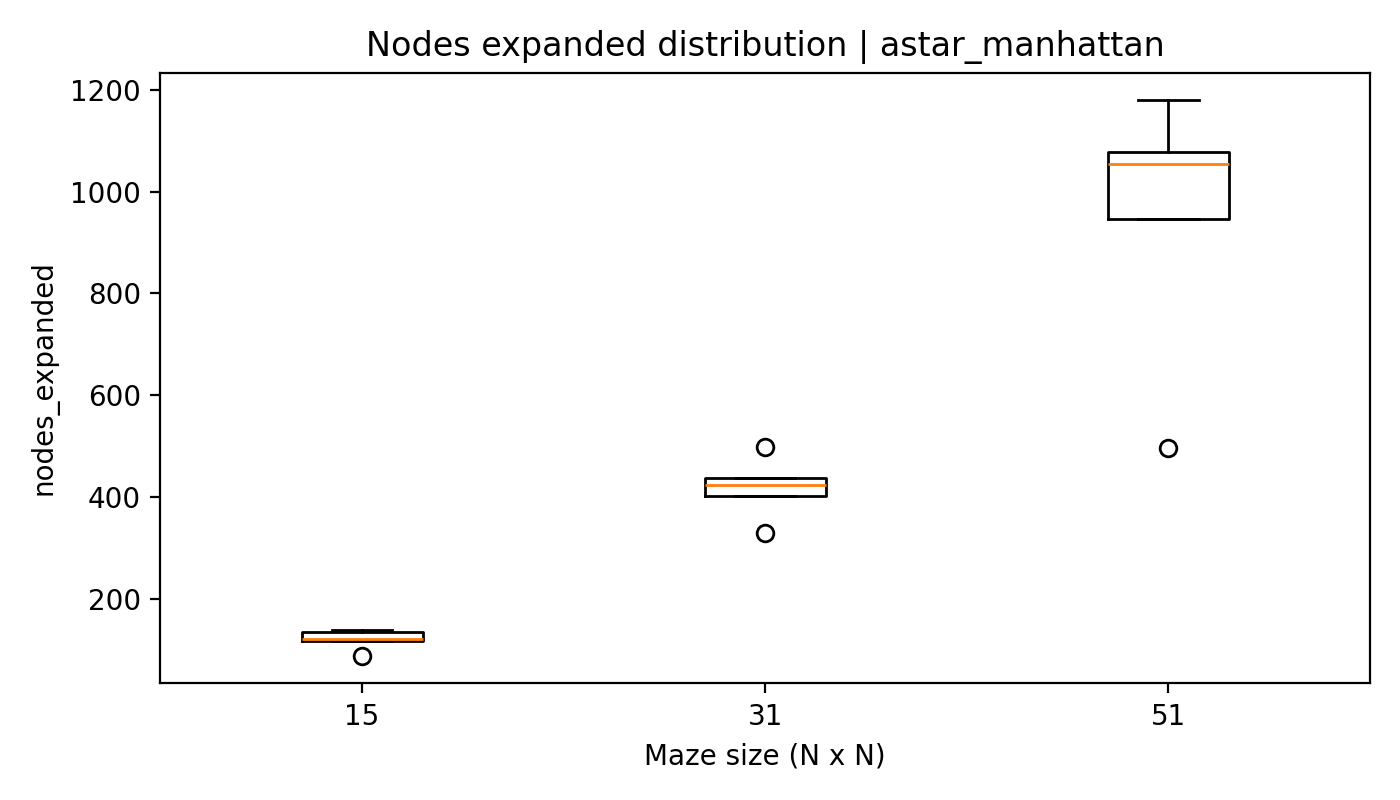 Nodes expanded distribution | astar_manhattan
1200
1000
800
600
400
200
nodes_expanded
15 31 51
Maze size (N x N)